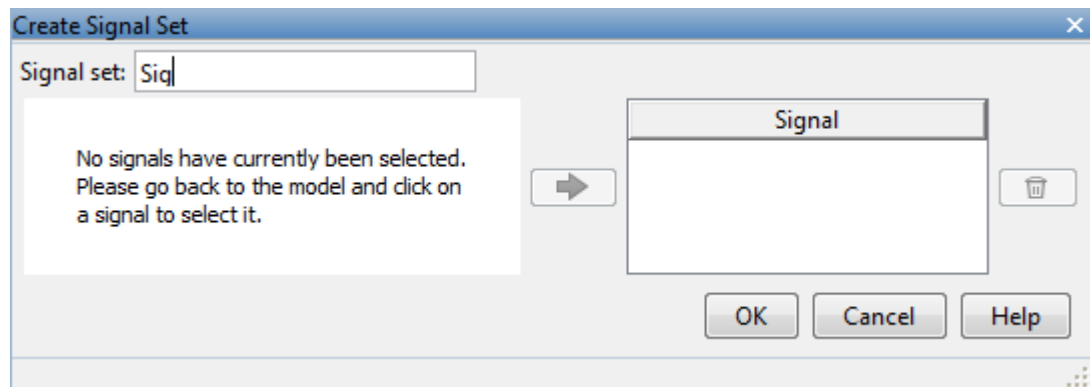 Create Signal Set
Signal set: Sig
No signals have currently been selected.
Please go back to the model and click on
a signal to select it.
Signal
OK Cancel Help